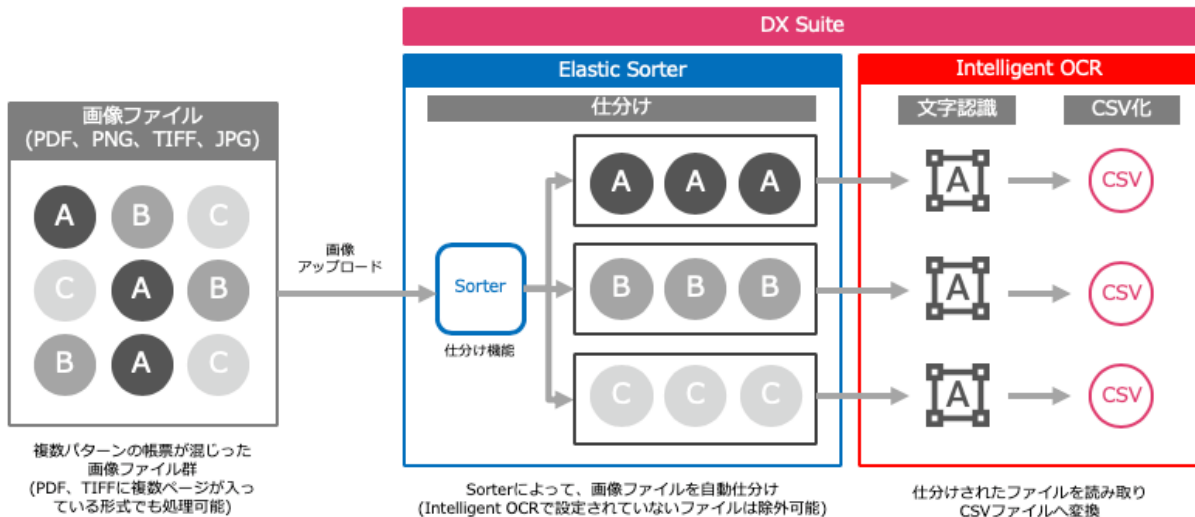 DX Suite
Elastic Sorter
Intelligent OCR
仕分け
文字認識
CSV化
画像ファイル
(PDF、PNG、TIFF、JPG)
A B C
C A B
B A C
画像
アップロード
Sorter
仕分け機能
A A A
B B B
C C C
A
CSV
A
CSV
A
CSV
複数パターンの帳票が混じった
画像ファイル群
(PDF、TIFFに複数ページが入っ
ている形式でも処理可能)
Sorterによって、画像ファイルを自動仕分け
(Intelligent OCRで設定されていないファイルは除外可能)
仕分けされたファイルを読み取り
CSVファイルへ変換